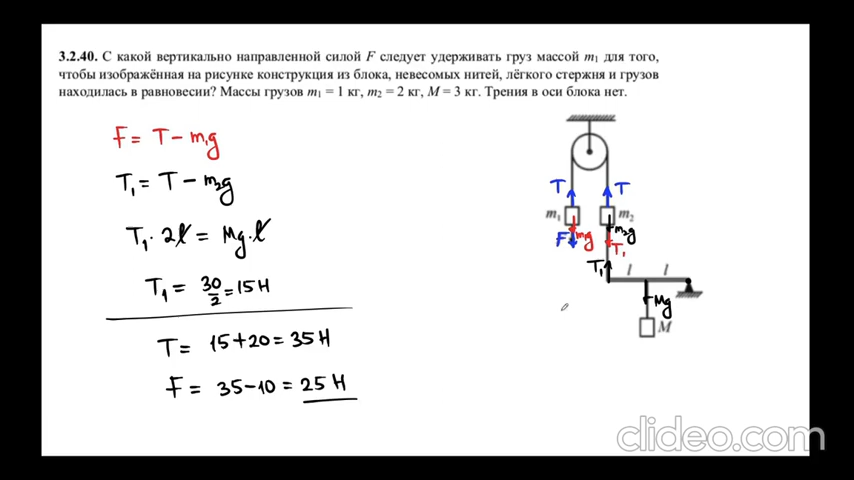 3.2.40. С какой вертикально направленной силой F следует удерживать груз массой m₁ для того,
чтобы изображённая на рисунке конструкция из блока, невесомых нитей, лёгкого стержня и грузов
находилась в равновесии? Массы грузов m₁ = 1 кг, m₂ = 2 кг, M = 3 кг. Трения в оси блока нет.
F = T − m₁g
T₁ = T − m₂g
T₁ · 2l = Mg · l
T₁ = 30/2 = 15 Н
T = 15 + 20 = 35 Н
F = 35 − 10 = 25 Н
T T
m₁ m₂
F m₁g m₂g
T₁
T₁ l l
Mg
M
clideo.com